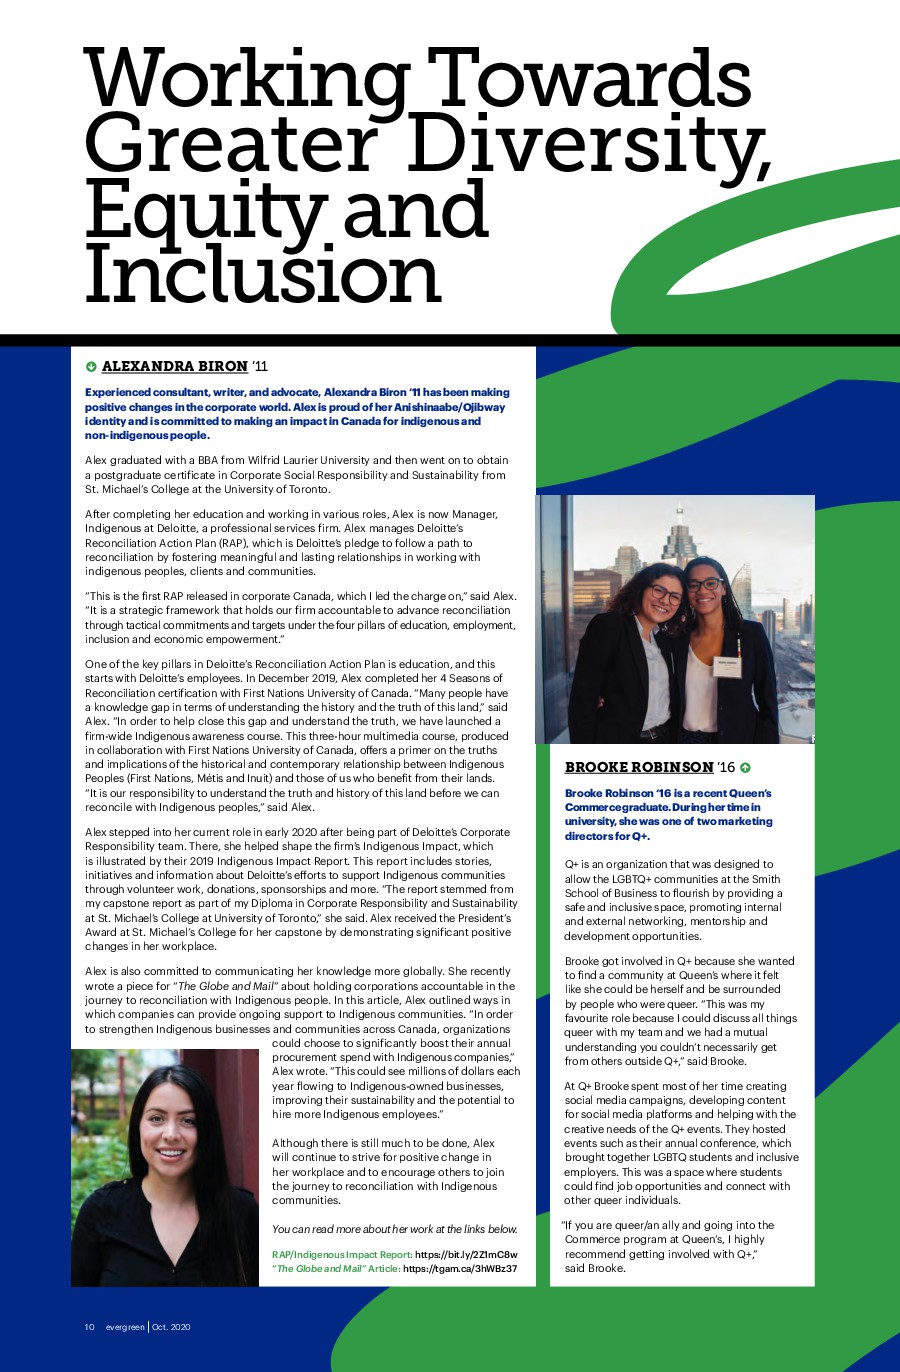 Working Towards
Greater Diversity,
Equity and
Inclusion
ALEXANDRA BIRON ’11
Experienced consultant, writer, and advocate, Alexandra Biron ’11 has been making
positive changes in the corporate world. Alex is proud of her Anishinaabe/Ojibway
identity and is committed to making an impact in Canada for indigenous and
non-indigenous people.
Alex graduated with a BBA from Wilfrid Laurier University and then went on to obtain
a postgraduate certificate in Corporate Social Responsibility and Sustainability from
St. Michael’s College at the University of Toronto.
After completing her education and working in various roles, Alex is now Manager,
Indigenous at Deloitte, a professional services firm. Alex manages Deloitte’s
Reconciliation Action Plan (RAP), which is Deloitte’s pledge to follow a path to
reconciliation by fostering meaningful and lasting relationships in working with
indigenous peoples, clients and communities.
“This is the first RAP released in corporate Canada, which I led the charge on,” said Alex.
“It is a strategic framework that holds our firm accountable to advance reconciliation
through tactical commitments and targets under the four pillars of education, employment,
inclusion and economic empowerment.”
One of the key pillars in Deloitte’s Reconciliation Action Plan is education, and this
starts with Deloitte’s employees. In December 2019, Alex completed her 4 Seasons of
Reconciliation certification with First Nations University of Canada. “Many people have
a knowledge gap in terms of understanding the history and the truth of this land,” said
Alex. “In order to help close this gap and understand the truth, we have launched a
firm-wide Indigenous awareness course. This three-hour multimedia course, produced
in collaboration with First Nations University of Canada, offers a primer on the truths
and implications of the historical and contemporary relationship between Indigenous
Peoples (First Nations, Métis and Inuit) and those of us who benefit from their lands.
“It is our responsibility to understand the truth and history of this land before we can
reconcile with Indigenous peoples,” said Alex.
Alex stepped into her current role in early 2020 after being part of Deloitte’s Corporate
Responsibility team. There, she helped shape the firm’s Indigenous Impact, which
is illustrated by their 2019 Indigenous Impact Report. This report includes stories,
initiatives and information about Deloitte’s efforts to support Indigenous communities
through volunteer work, donations, sponsorships and more. “The report stemmed from
my capstone report as part of my Diploma in Corporate Responsibility and Sustainability
at St. Michael’s College at University of Toronto,” she said. Alex received the President’s
Award at St. Michael’s College for her capstone by demonstrating significant positive
changes in her workplace.
Alex is also committed to communicating her knowledge more globally. She recently
wrote a piece for “The Globe and Mail” about holding corporations accountable in the
journey to reconciliation with Indigenous people. In this article, Alex outlined ways in
which companies can provide ongoing support to Indigenous communities. “In order
to strengthen Indigenous businesses and communities across Canada, organizations
could choose to significantly boost their annual
procurement spend with Indigenous companies,”
Alex wrote. “This could see millions of dollars each
year flowing to Indigenous-owned businesses,
improving their sustainability and the potential to
hire more Indigenous employees.”
Although there is still much to be done, Alex
will continue to strive for positive change in
her workplace and to encourage others to join
the journey to reconciliation with Indigenous
communities.
You can read more about her work at the links below.
RAP/Indigenous Impact Report: https://bit.ly/2Z1mC8w
“The Globe and Mail” Article: https://tgam.ca/3hWBz37
BROOKE ROBINSON ’16
Brooke Robinson ’16 is a recent Queen’s
Commerce graduate. During her time in
university, she was one of two marketing
directors for Q+.
Q+ is an organization that was designed to
allow the LGBTQ+ communities at the Smith
School of Business to flourish by providing a
safe and inclusive space, promoting internal
and external networking, mentorship and
development opportunities.
Brooke got involved in Q+ because she wanted
to find a community at Queen’s where it felt
like she could be herself and be surrounded
by people who were queer. “This was my
favourite role because I could discuss all things
queer with my team and we had a mutual
understanding you couldn’t necessarily get
from others outside Q+,” said Brooke.
At Q+ Brooke spent most of her time creating
social media campaigns, developing content
for social media platforms and helping with the
creative needs of the Q+ events. They hosted
events such as their annual conference, which
brought together LGBTQ students and inclusive
employers. This was a space where students
could find job opportunities and connect with
other queer individuals.
“If you are queer/an ally and going into the
Commerce program at Queen’s, I highly
recommend getting involved with Q+,”
said Brooke.
10 evergreen | Oct. 2020